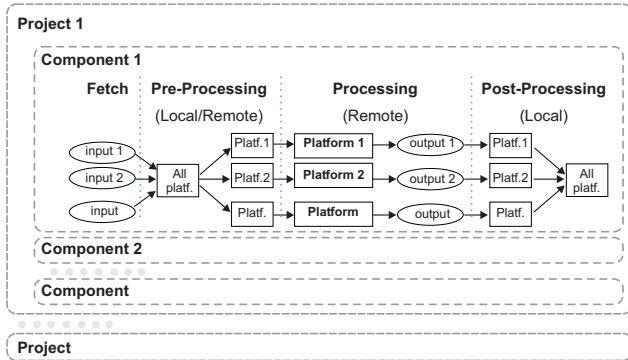 Project 1
Component 1
Fetch Pre-Processing Processing Post-Processing
(Local/Remote) (Remote) (Local)
input 1 Platf.1 Platform 1 output 1 Platf.1
input 2 All platf. Platf.2 Platform 2 output 2 Platf.2 All platf.
input Platf. Platform output Platf.
Component 2
Component
Project